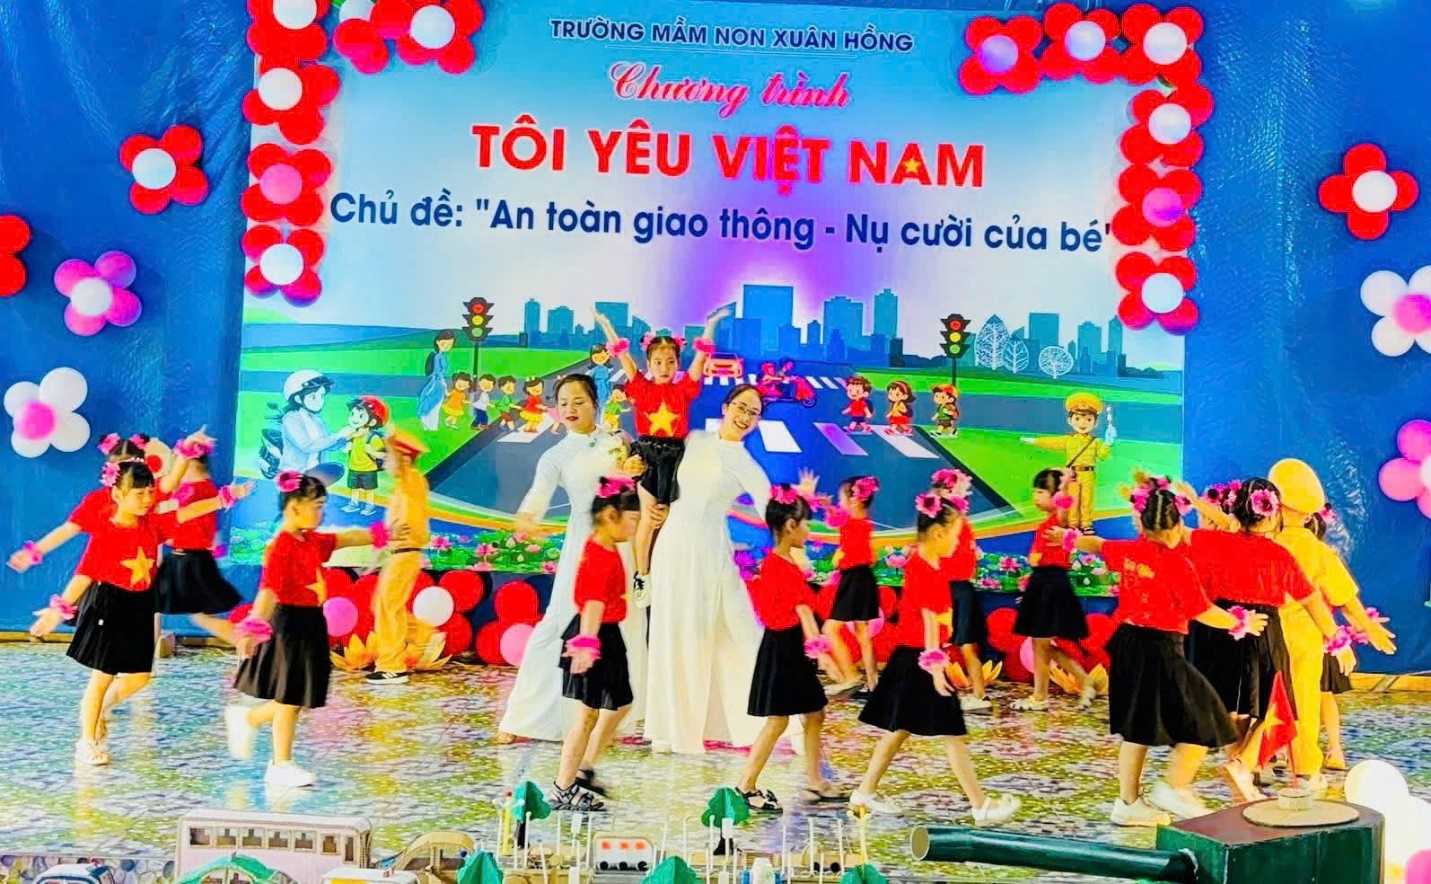 TRƯỜNG MẦM NON XUÂN HỒNG
Chương trình
TÔI YÊU VIỆT NAM
Chủ đề: "An toàn giao thông - Nụ cười của bé"